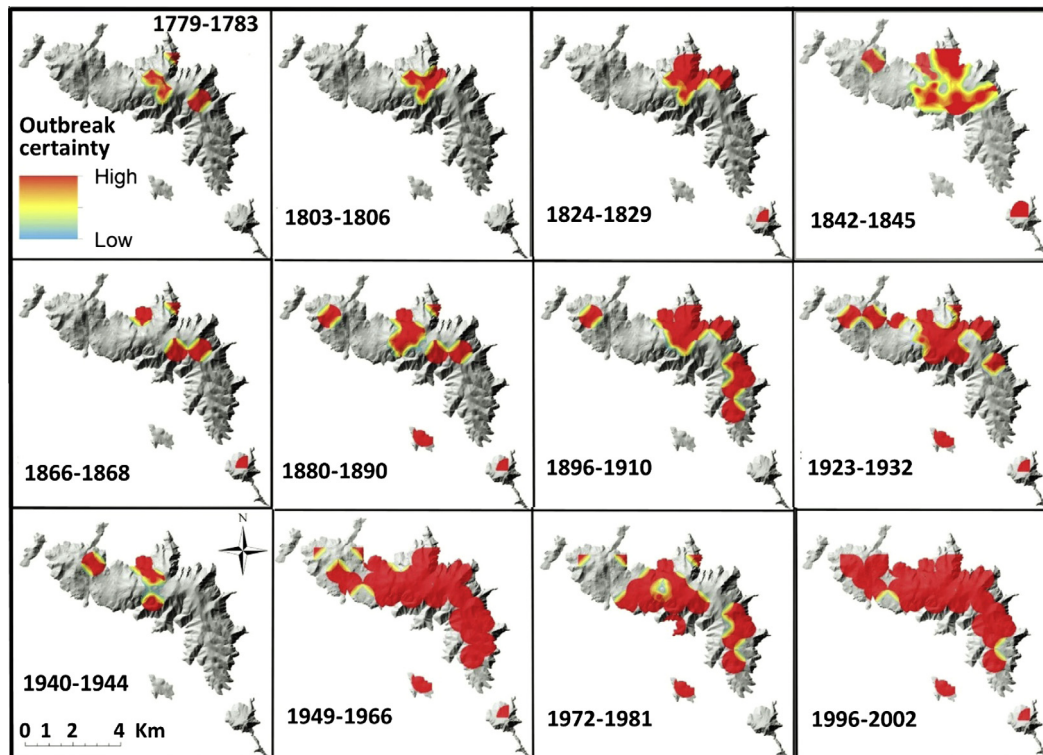 1779-1783
Outbreak
certainty
High
Low
1803-1806
1824-1829
1842-1845
1866-1868
1880-1890
1896-1910
1923-1932
N
1940-1944
0 1 2 4 Km
1949-1966
1972-1981
1996-2002